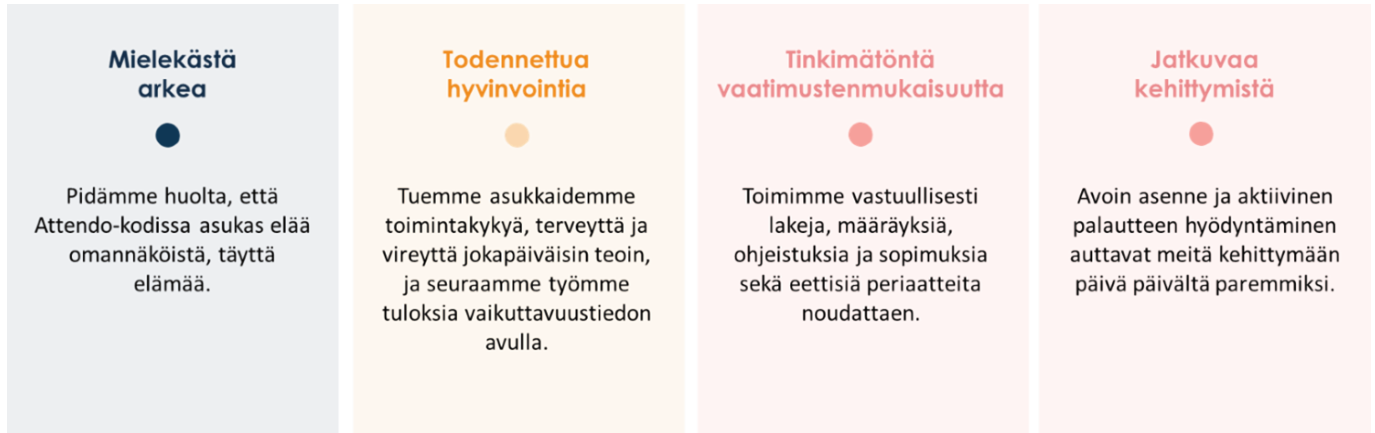 Mielekästä
arkea
Pidämme huolta, että
Attendo-kodissa asukas elää
omannäköistä, täyttä
elämää.
Todennettua
hyvinvointia
Tuemme asukkaidemme
toimintakykyä, terveyttä ja
vireyttä jokapäiväisin teoin,
ja seuraamme työmme
tuloksia vaikuttavuustiedon
avulla.
Tinkimätöntä
vaatimustenmukaisuutta
Toimimme vastuullisesti
lakeja, määräyksiä,
ohjeistuksia ja sopimuksia
sekä eettisiä periaatteita
noudattaen.
Jatkuvaa
kehittymistä
Avoin asenne ja aktiivinen
palautteen hyödyntäminen
auttavat meitä kehittymään
päivä päivältä paremmiksi.